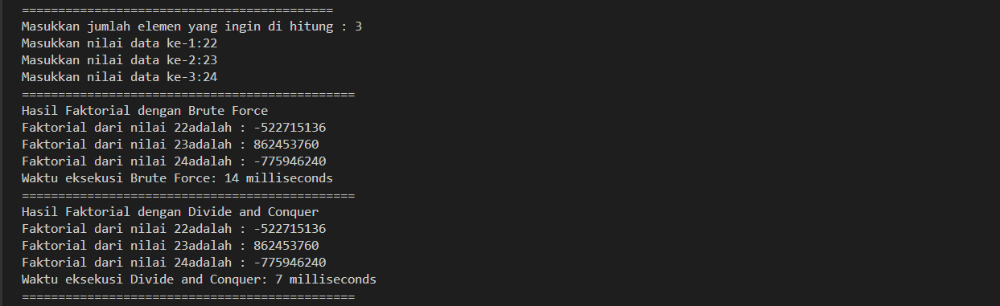 ===========================================
Masukkan jumlah elemen yang ingin di hitung : 3
Masukkan nilai data ke-1:22
Masukkan nilai data ke-2:23
Masukkan nilai data ke-3:24
==============================================
Hasil Faktorial dengan Brute Force
Faktorial dari nilai 22adalah : -522715136
Faktorial dari nilai 23adalah : 862453760
Faktorial dari nilai 24adalah : -775946240
Waktu eksekusi Brute Force: 14 milliseconds
==============================================
Hasil Faktorial dengan Divide and Conquer
Faktorial dari nilai 22adalah : -522715136
Faktorial dari nilai 23adalah : 862453760
Faktorial dari nilai 24adalah : -775946240
Waktu eksekusi Divide and Conquer: 7 milliseconds
==============================================